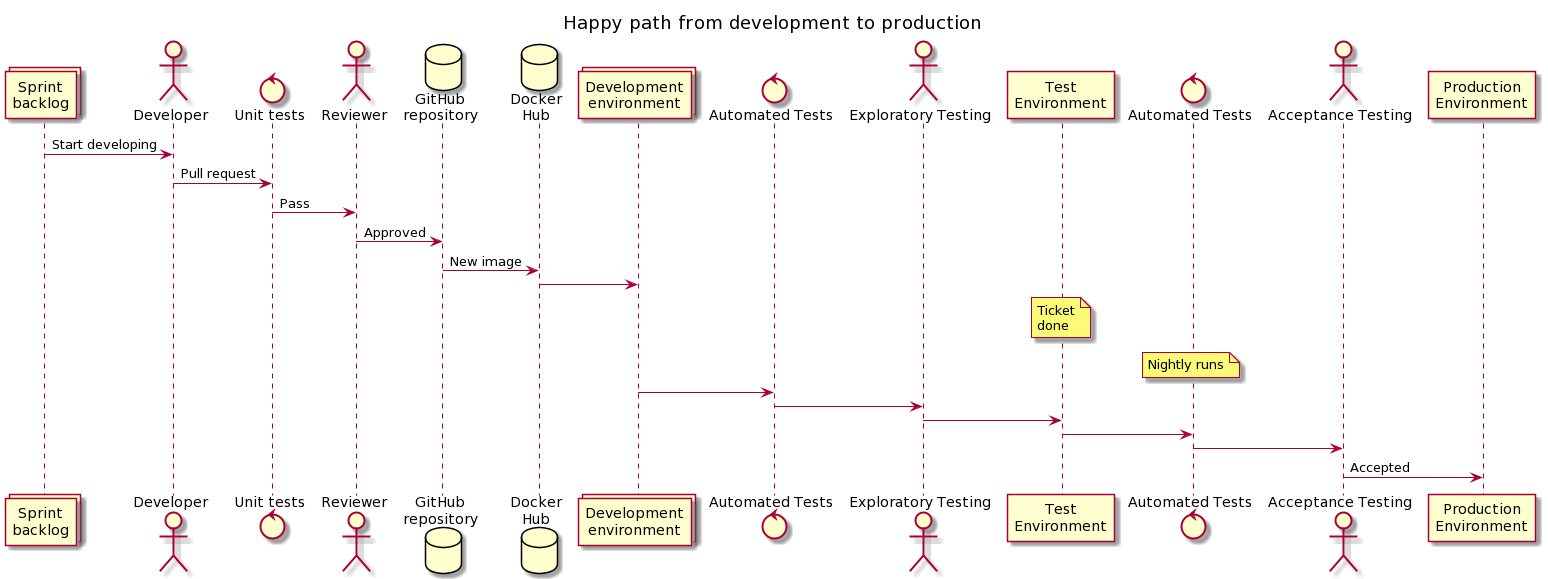 Happy path from development to production
Sprint
backlog
Developer
Unit tests
Reviewer
GitHub
repository
Docker
Hub
Development
environment
Automated Tests
Exploratory Testing
Test
Environment
Automated Tests
Acceptance Testing
Production
Environment
Start developing
Pull request
Pass
Approved
New image
Ticket
done
Nightly runs
Accepted
Sprint
backlog
Developer
Unit tests
Reviewer
GitHub
repository
Docker
Hub
Development
environment
Automated Tests
Exploratory Testing
Test
Environment
Automated Tests
Acceptance Testing
Production
Environment